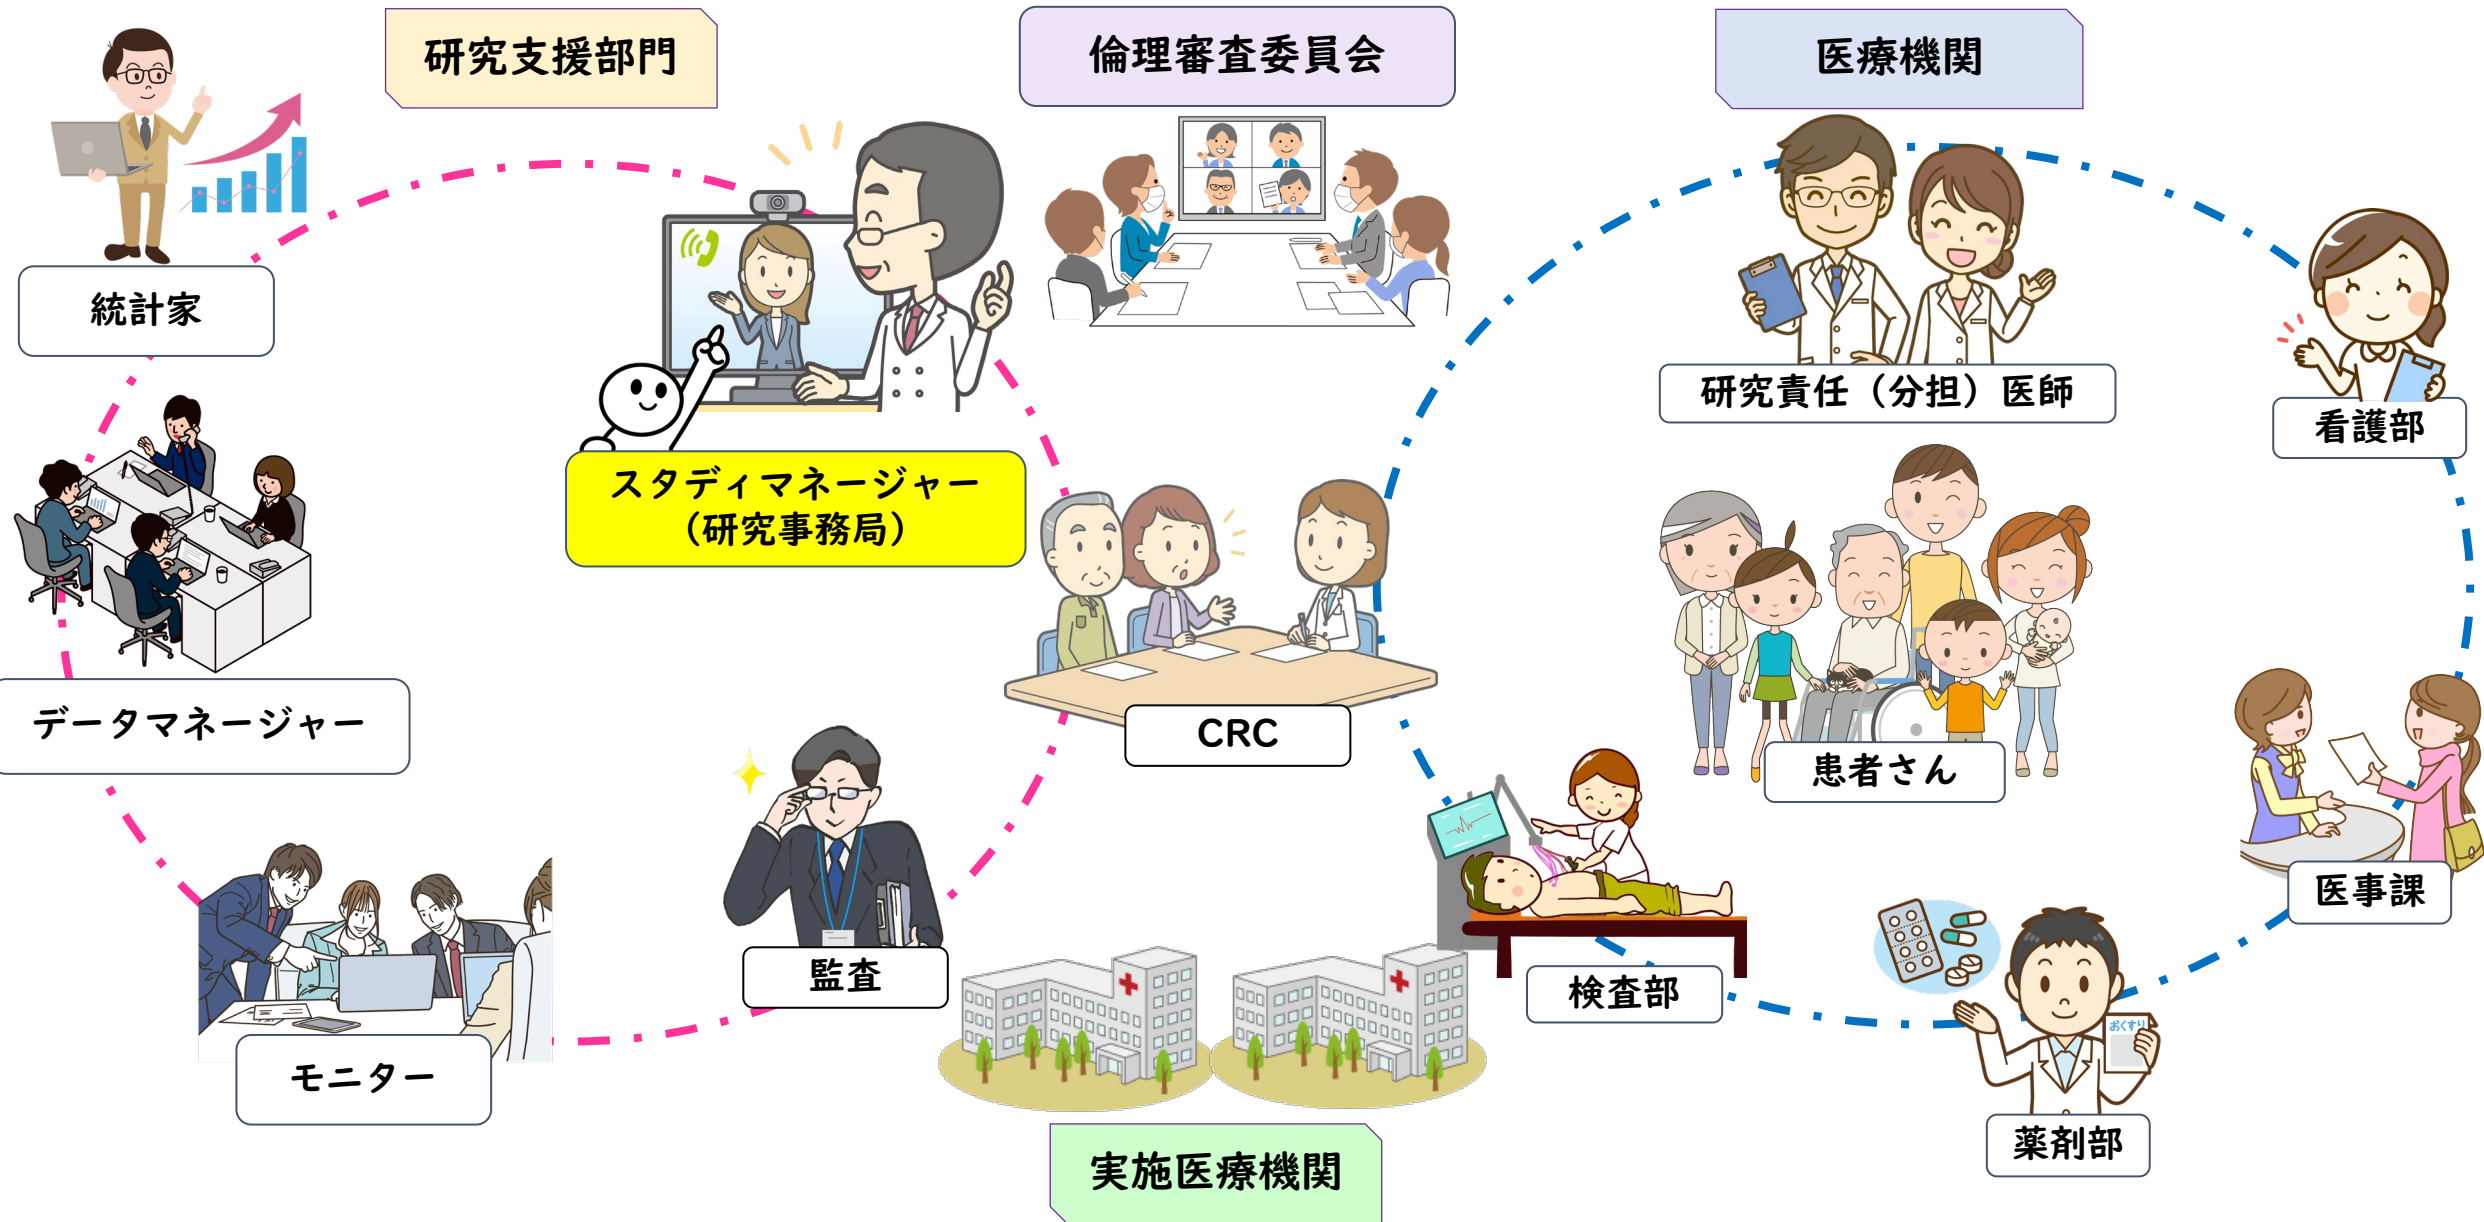 研究支援部門
倫理審査委員会
医療機関
統計家
研究責任（分担）医師
看護部
スタディマネージャー
（研究事務局）
データマネージャー
CRC
患者さん
医事課
監査
検査部
おくすり
モニター
薬剤部
実施医療機関